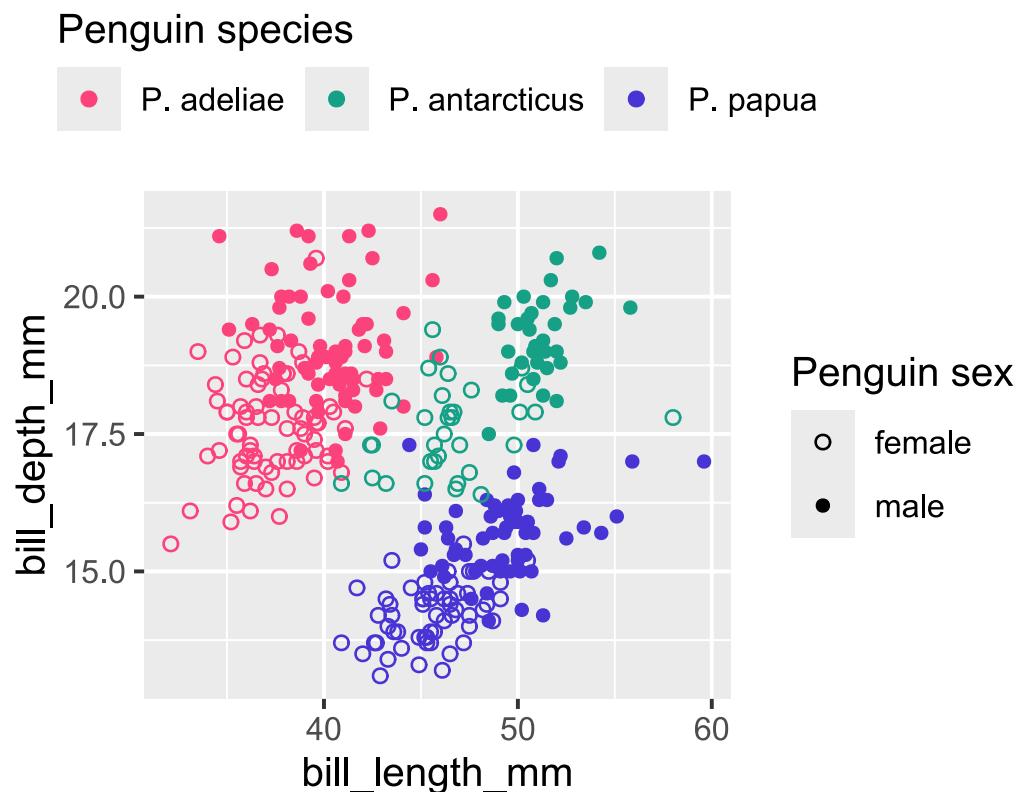 Penguin species
P. adeliae P. antarcticus P. papua
20.0
17.5
15.0
bill_depth_mm
40 50 60
bill_length_mm
Penguin sex
female
male